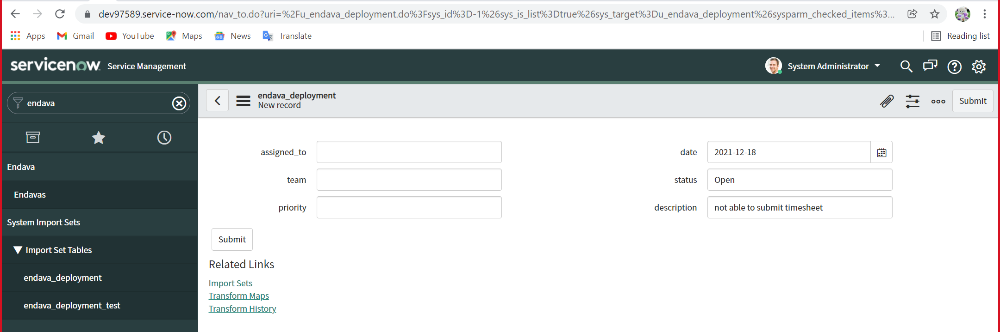 dev97589.service-now.com/nav_to.do?uri=%2Fu_endava_deployment.do%3Fsys_id%3D-1%26sys_is_list%3Dtrue%26sys_target%3Du_endava_deployment%26sysparm_checked_items%3...
Apps Gmail YouTube Maps News Translate Reading list
servicenow Service Management System Administrator
endava
endava_deployment
New record
Submit
Endava
Endavas
System Import Sets
Import Set Tables
endava_deployment
endava_deployment_test
assigned_to
date 2021-12-18
team
status Open
priority
description not able to submit timesheet
Submit
Related Links
Import Sets
Transform Maps
Transform History